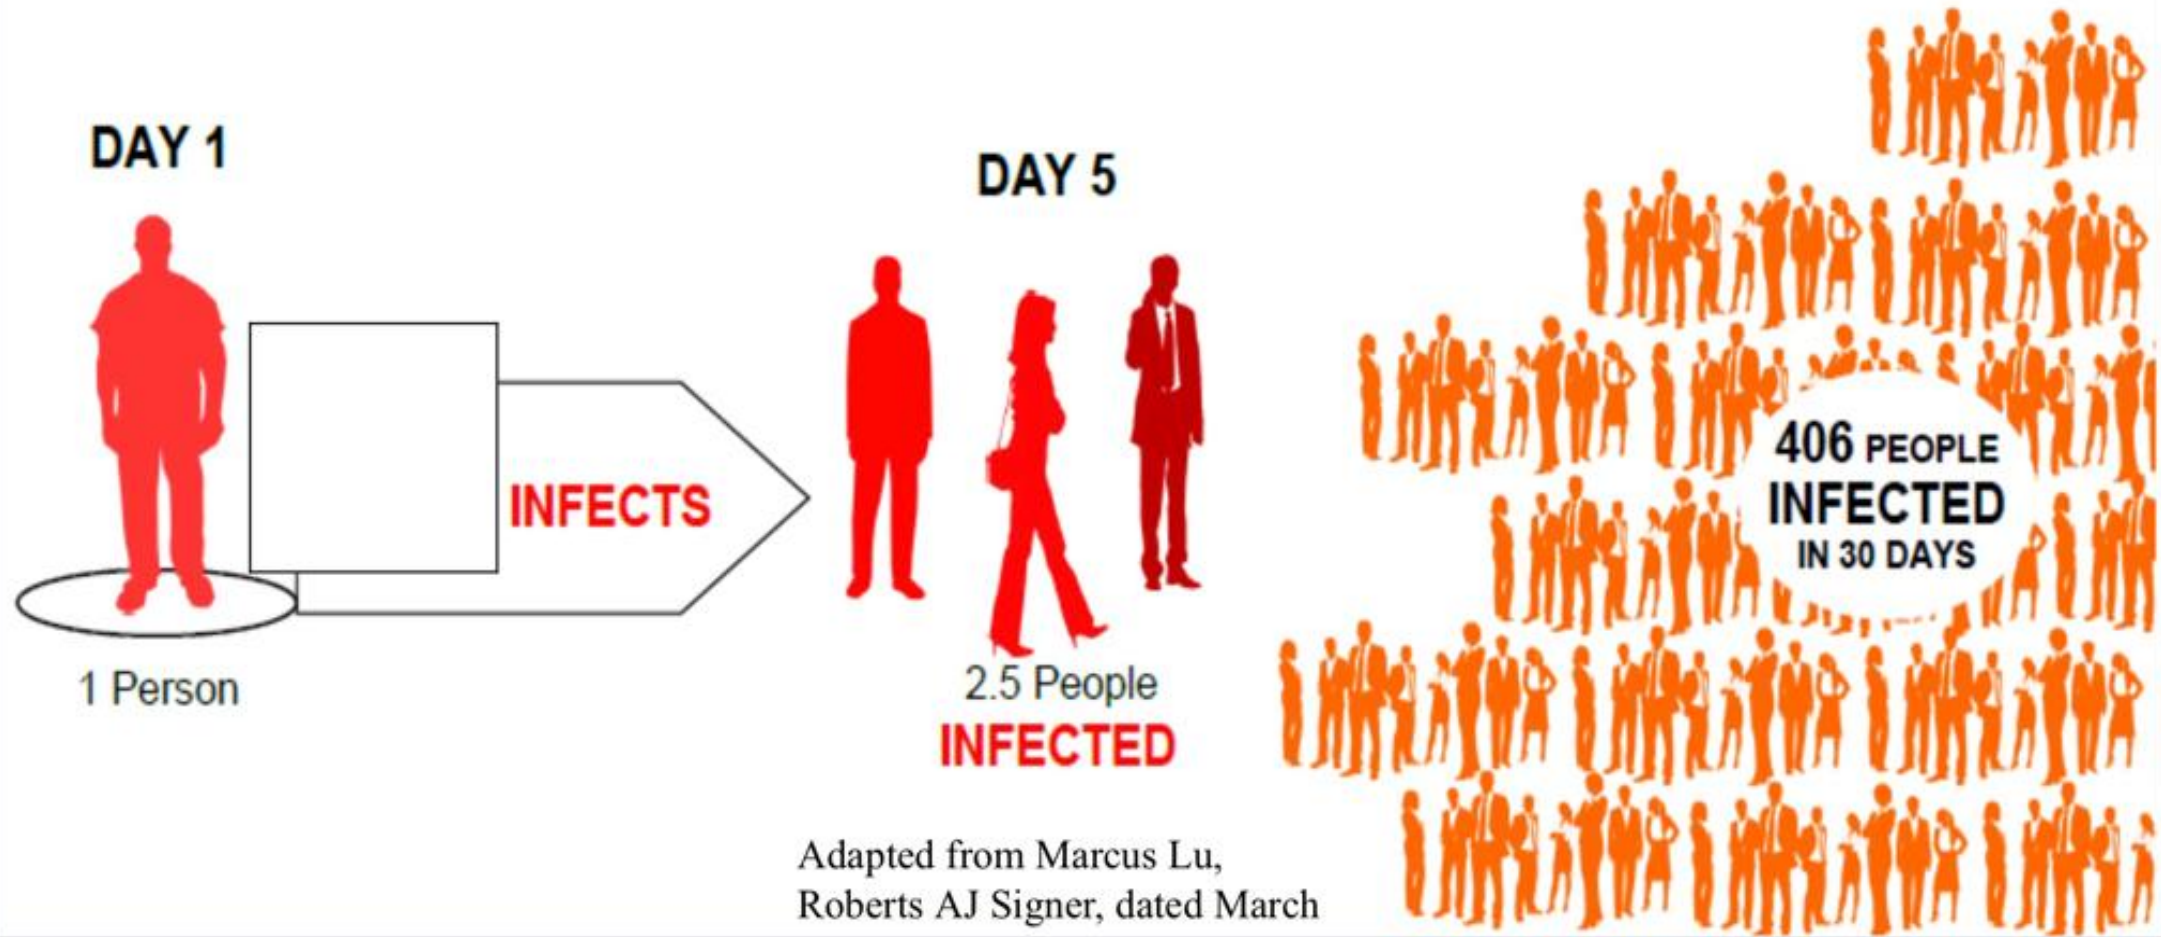 DAY 1
1 Person
INFECTS
DAY 5
2.5 People
INFECTED
406 PEOPLE
INFECTED
IN 30 DAYS
Adapted from Marcus Lu,
Roberts AJ Signer, dated March